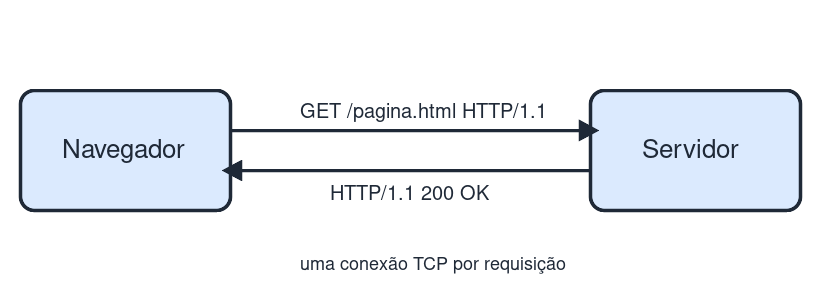 GET /pagina.html HTTP/1.1
Navegador
Servidor
HTTP/1.1 200 OK
uma conexão TCP por requisição